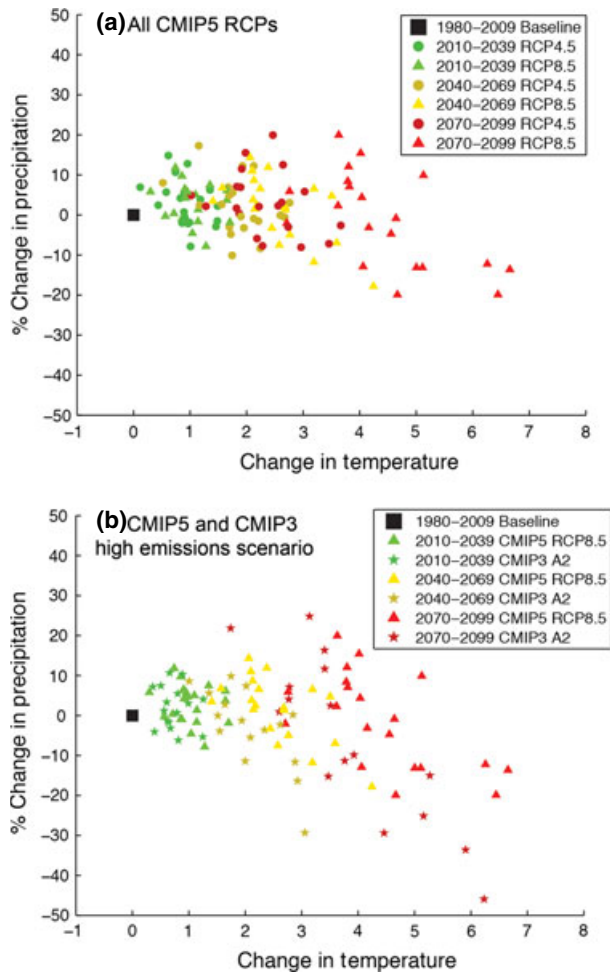 (a) All CMIP5 RCPs
50
40
30
20
10
0
−10
−20
−30
−40
−50
% Change in precipitation
−1 0 1 2 3 4 5 6 7 8
Change in temperature
1980−2009 Baseline
2010−2039 RCP4.5
2010−2039 RCP8.5
2040−2069 RCP4.5
2040−2069 RCP8.5
2070−2099 RCP4.5
2070−2099 RCP8.5
(b) CMIP5 and CMIP3
high emissions scenario
50
40
30
20
10
0
−10
−20
−30
−40
−50
% Change in precipitation
−1 0 1 2 3 4 5 6 7 8
Change in temperature
1980−2009 Baseline
2010−2039 CMIP5 RCP8.5
2010−2039 CMIP3 A2
2040−2069 CMIP5 RCP8.5
2040−2069 CMIP3 A2
2070−2099 CMIP5 RCP8.5
2070−2099 CMIP3 A2